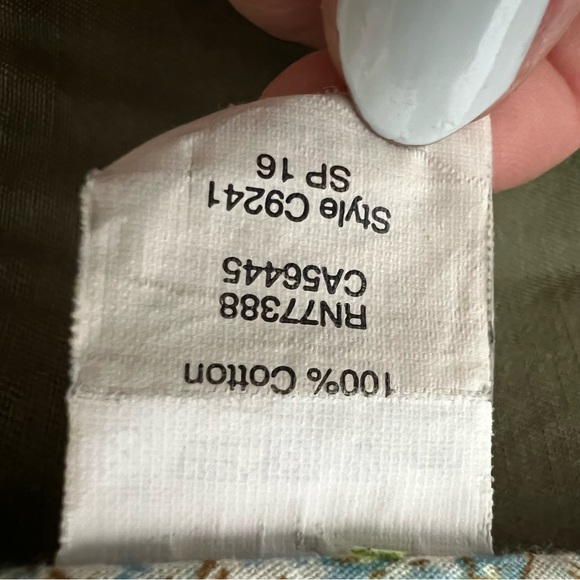 100% Cotton
RN77388
CA56445
Style C9241
SP 16